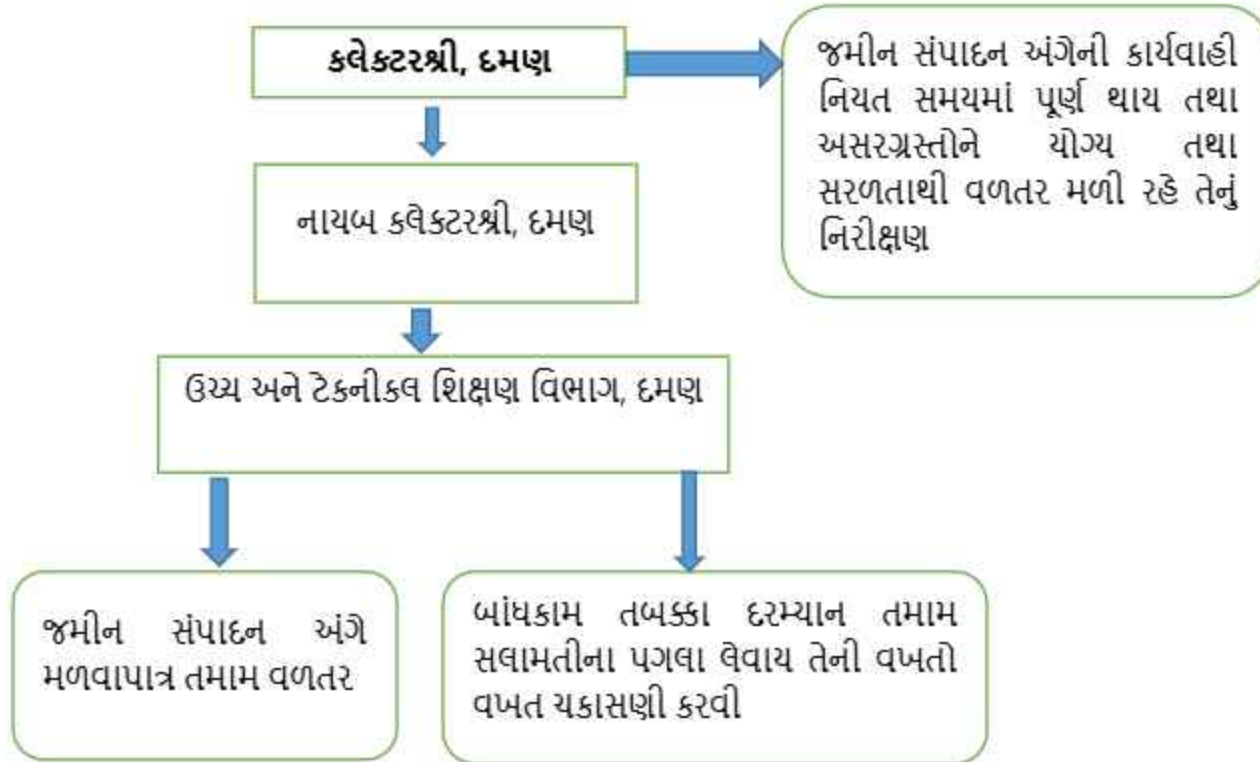 કલેક્ટરશ્રી, દમણ
જમીન સંપાદન અંગેની કાર્યવાહી
નિયત સમયમાં પૂર્ણ થાય તથા
અસરગ્રસ્તોને યોગ્ય તથા
સરળતાથી વળતર મળી રહે તેનું
નિરીક્ષણ
નાયબ કલેકટરશ્રી, દમણ
ઉચ્ચ અને ટેકનીકલ શિક્ષણ વિભાગ, દમણ
જમીન સંપાદન અંગે
મળવાપાત્ર તમામ વળતર
બાંધકામ તબક્કા દરમ્યાન તમામ
સલામતીના પગલા લેવાય તેની વખતો
વખત ચકાસણી કરવી